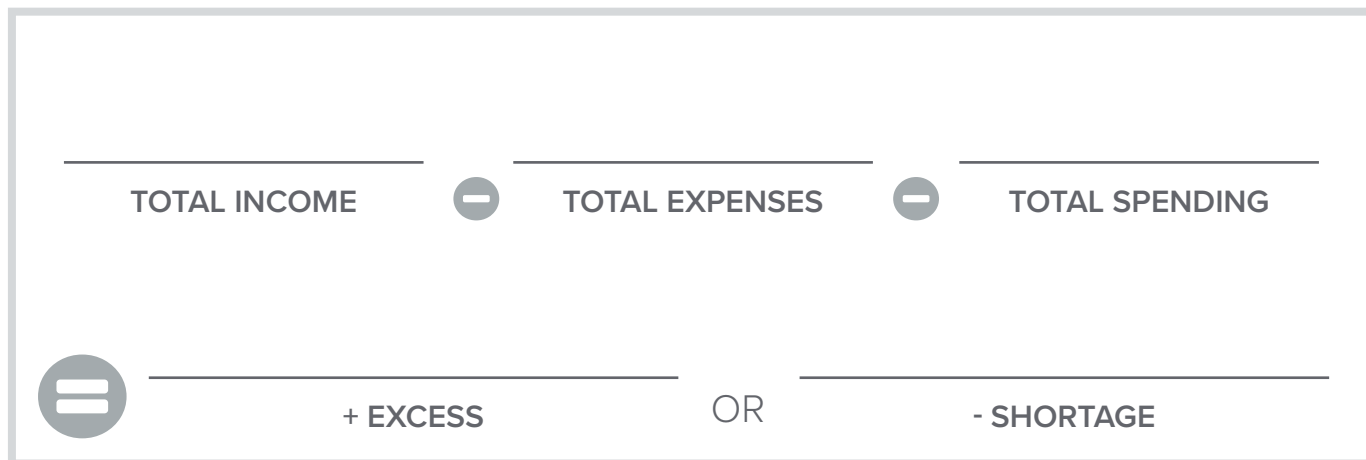 TOTAL INCOME - TOTAL EXPENSES - TOTAL SPENDING
= + EXCESS OR - SHORTAGE